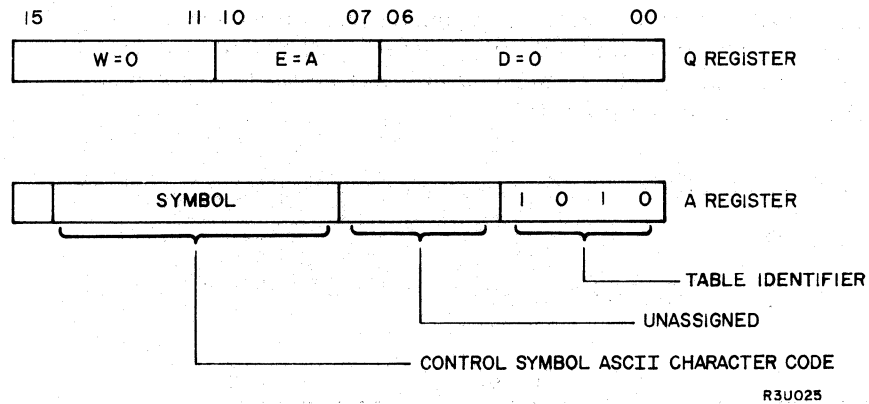 15 11 10 07 06 00
W=0 E=A D=0 Q REGISTER
SYMBOL 1 0 1 0 A REGISTER
TABLE IDENTIFIER
UNASSIGNED
CONTROL SYMBOL ASCII CHARACTER CODE
R3U025